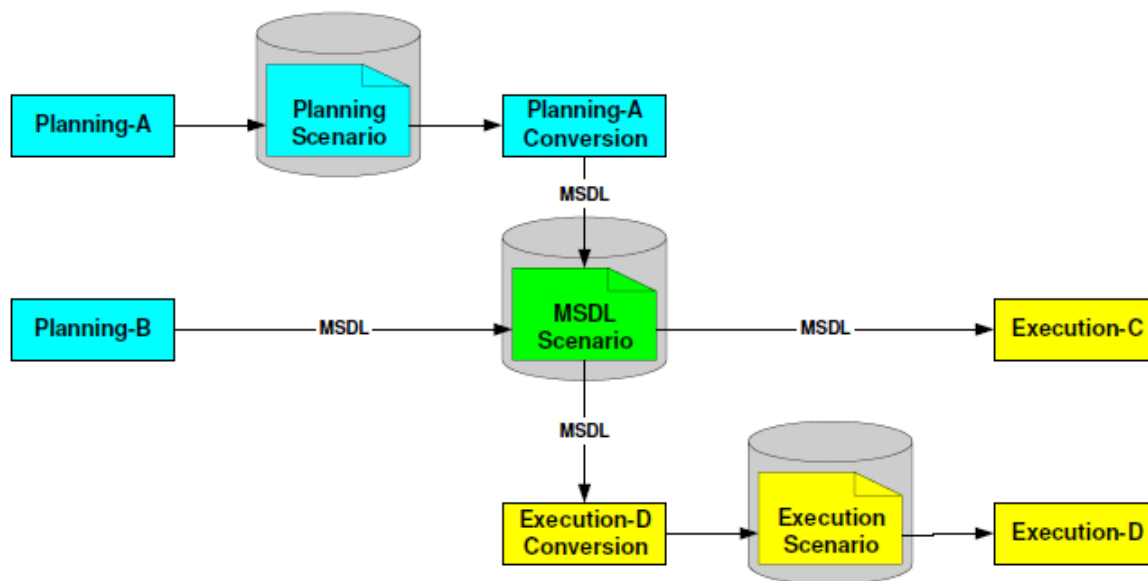 Planning-A
Planning
Scenario
Planning-A
Conversion
MSDL
Planning-B
MSDL
MSDL
Scenario
MSDL
Execution-C
MSDL
Execution-D
Conversion
Execution
Scenario
Execution-D